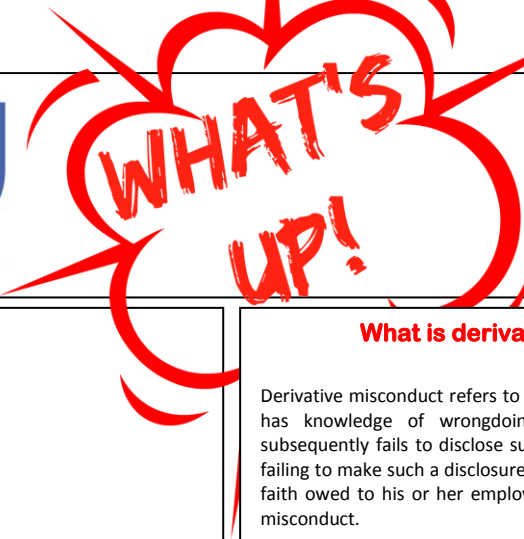 WHAT'S
UP!
What is deriva
Derivative misconduct refers to
has knowledge of wrongdoin
subsequently fails to disclose su
failing to make such a disclosure
faith owed to his or her employ
misconduct.